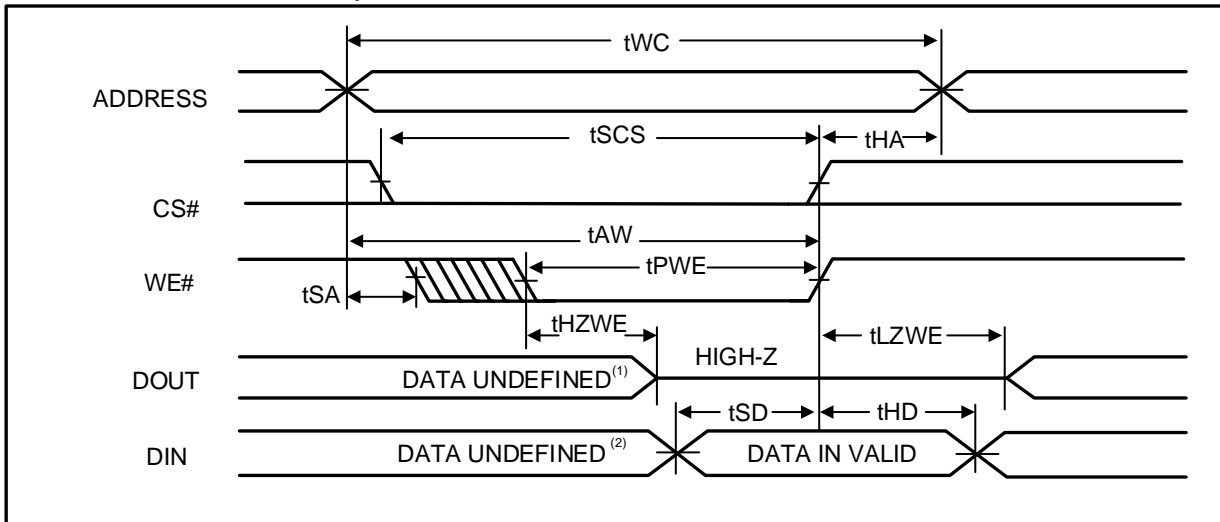 tWC
ADDRESS
tSCS
tHA
CS#
tAW
tPWE
WE#
tSA
tHZWE
tLZWE
HIGH-Z
DOUT
DATA UNDEFINED(1)
tSD
tHD
DIN
DATA UNDEFINED (2)
DATA IN VALID